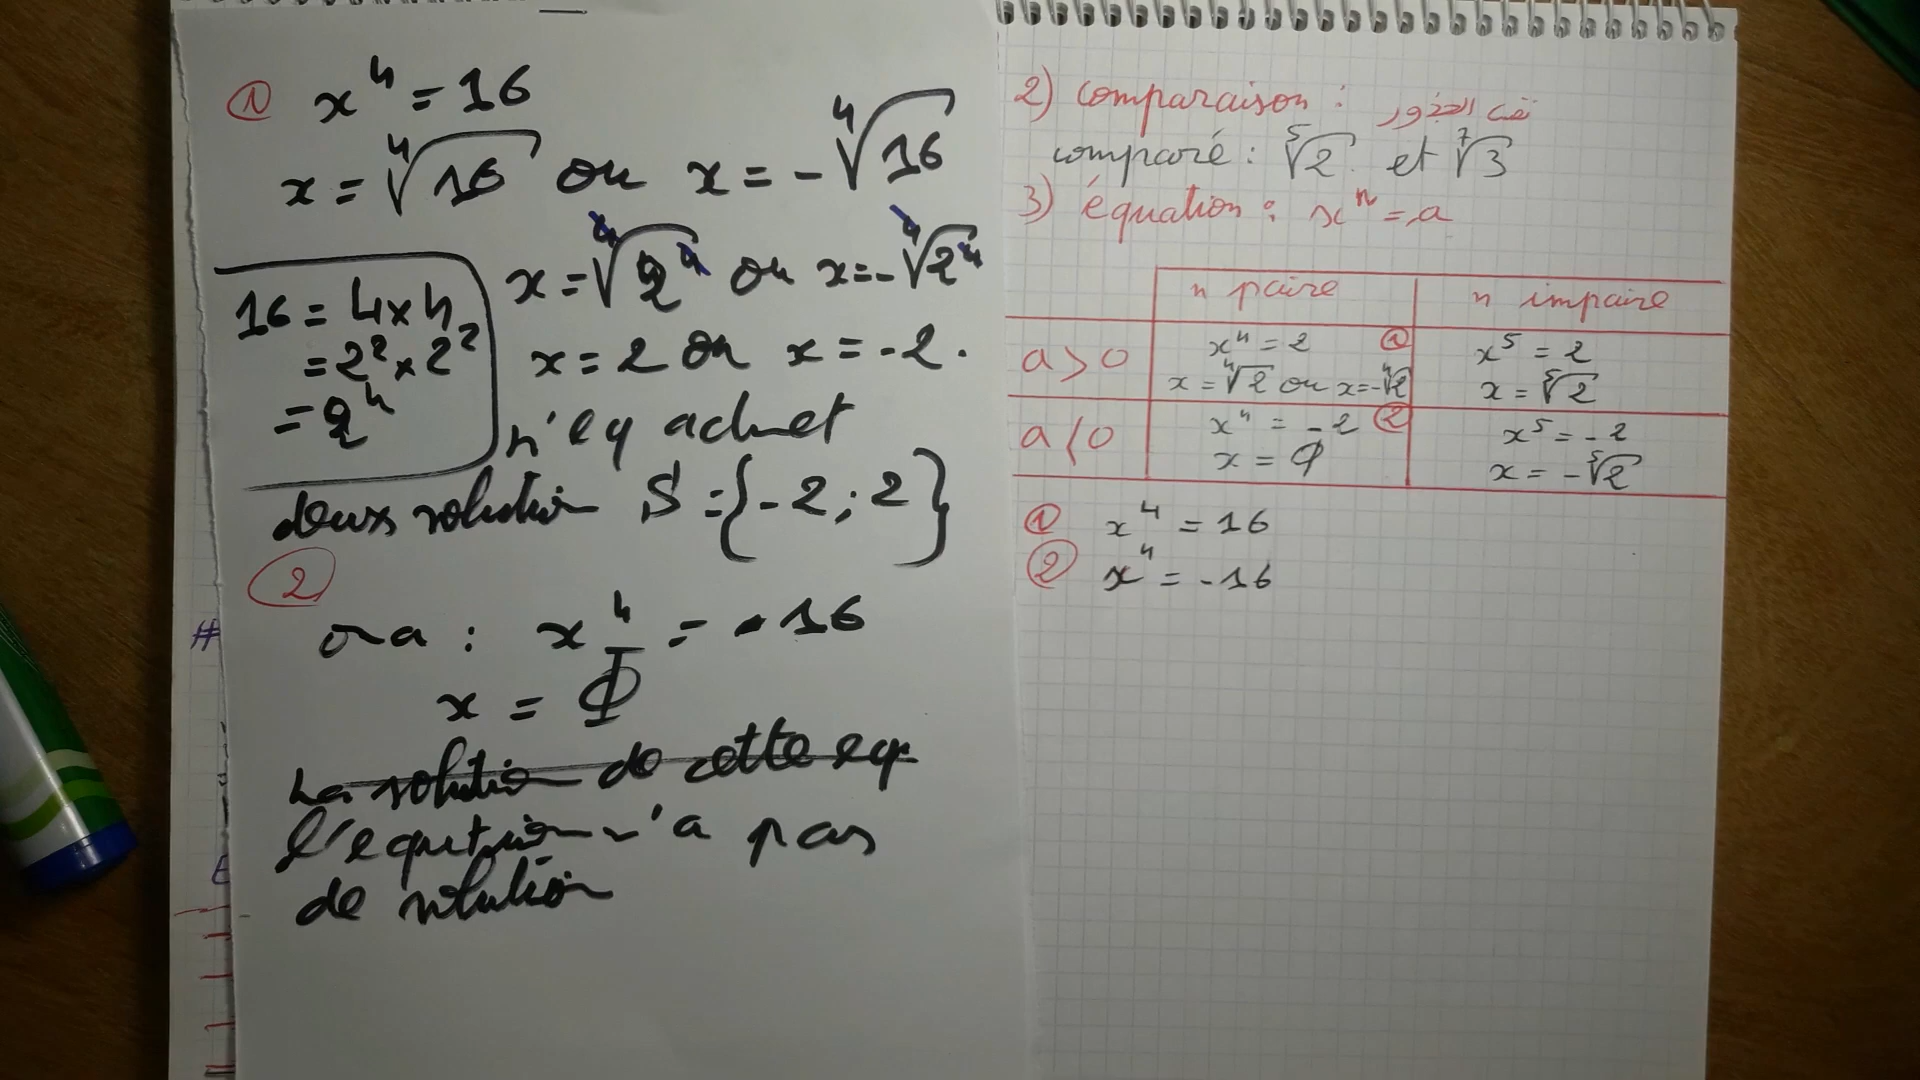 ① x⁴ = 16
x = ⁴√16 ou x = -⁴√16
x = ⁴√2⁴ ou x = -⁴√2⁴
16 = 4 x 4
= 2² x 2²
= 2⁴
x = 2 ou x = -2.
n'eq admet
deux solution S = {-2 ; 2}
②
on a : x⁴ = -16
x = Φ
La solution de cette eq.
l'equtuion n'a pas
de solution
2) comparaison : الجذور
comparé : ⁵√2 et ⁷√3
3) équation : xⁿ = a
n paire n impaire
a > 0 x⁴ = 2 ① x⁵ = 2
x = ⁴√2 ou x = -⁴√2 x = ⁵√2
a < 0 x⁴ = -2 ② x⁵ = -2
x = Φ x = -⁵√2
① x⁴ = 16
② x⁴ = -16
#
E